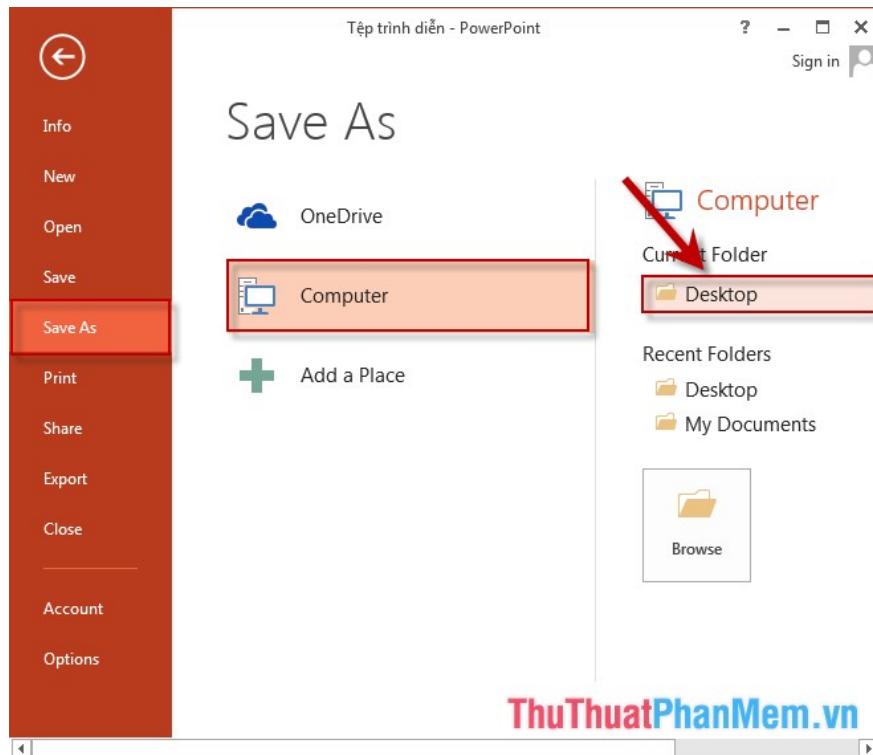 Tệp trình diễn - PowerPoint
?
Sign in
Info
New
Open
Save
Save As
Print
Share
Export
Close
Account
Options
Save As
OneDrive
Computer
Add a Place
Computer
Current Folder
Desktop
Recent Folders
Desktop
My Documents
Browse
ThuThuatPhanMem.vn